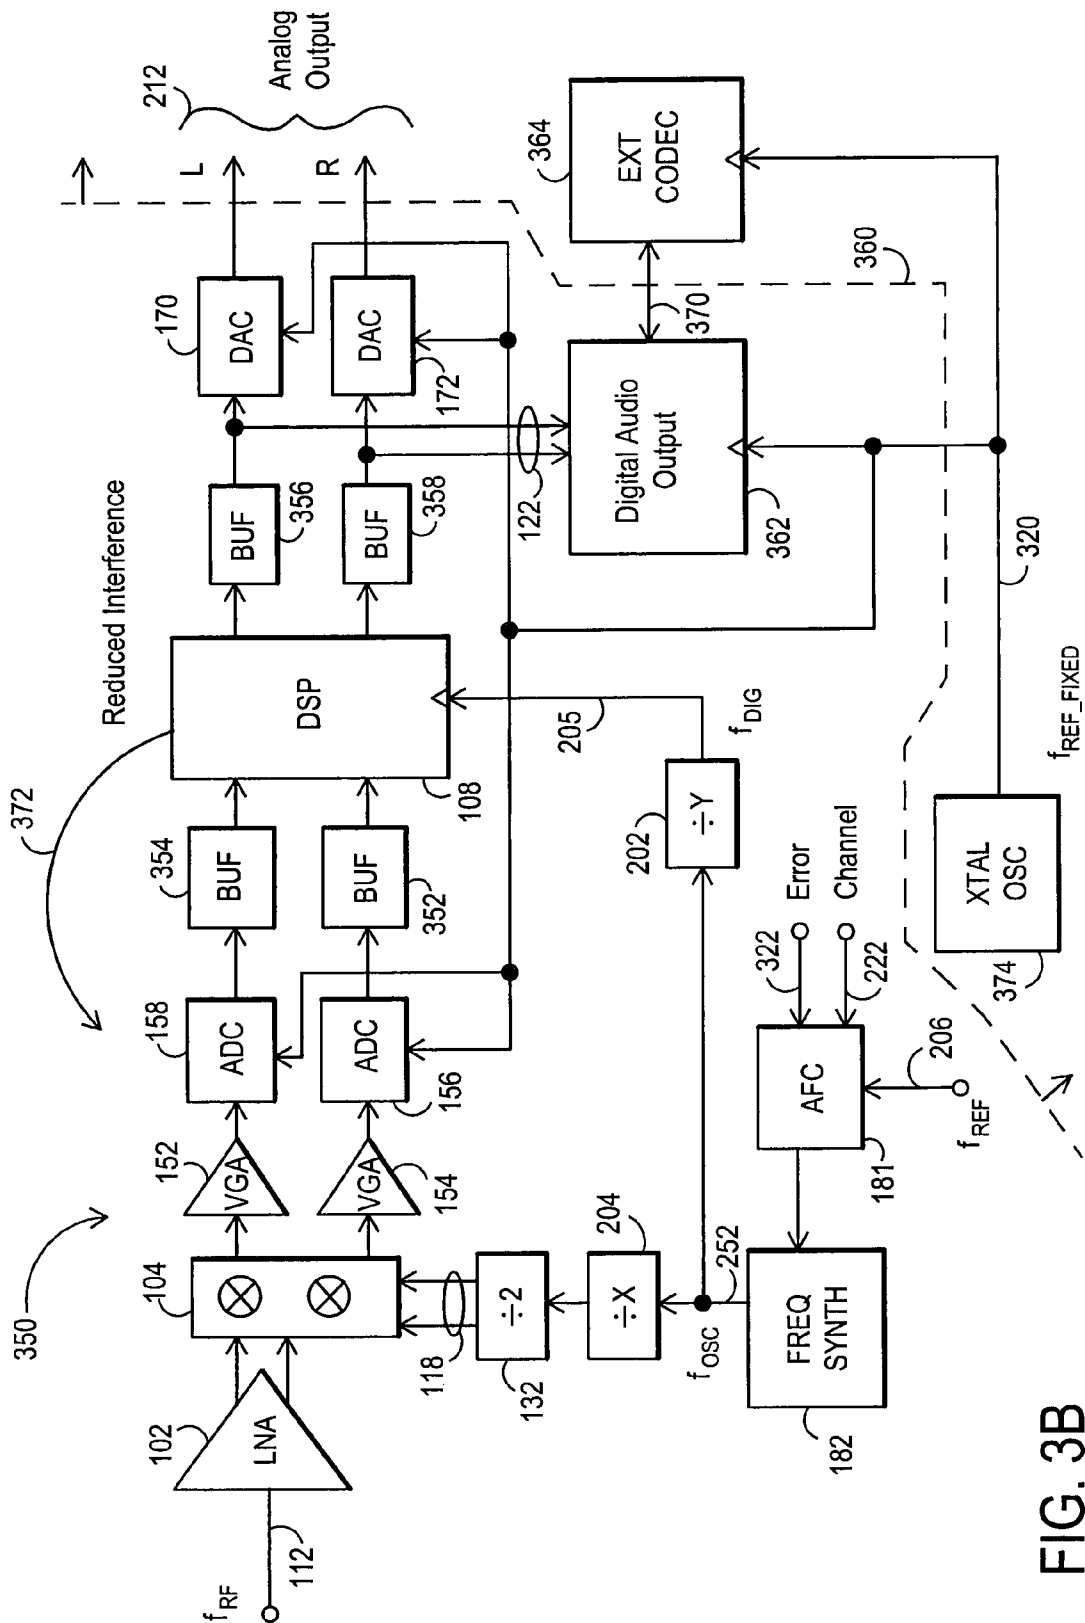 350
372
Reduced Interference
212
Analog
Output
f_RF
112
102
LNA
104
118
÷2
132
÷X
204
f_OSC
252
FREQ
SYNTH
182
152
VGA
VGA
154
158
ADC
ADC
156
354
BUF
BUF
352
DSP
108
BUF
356
BUF
358
170
DAC
DAC
172
L
R
122
205
f_DIG
202
÷Y
Digital Audio
Output
362
370
EXT
CODEC
364
360
322
Error
222
Channel
AFC
181
206
f_REF
XTAL
OSC
374
320
f_REF_FIXED
FIG. 3B